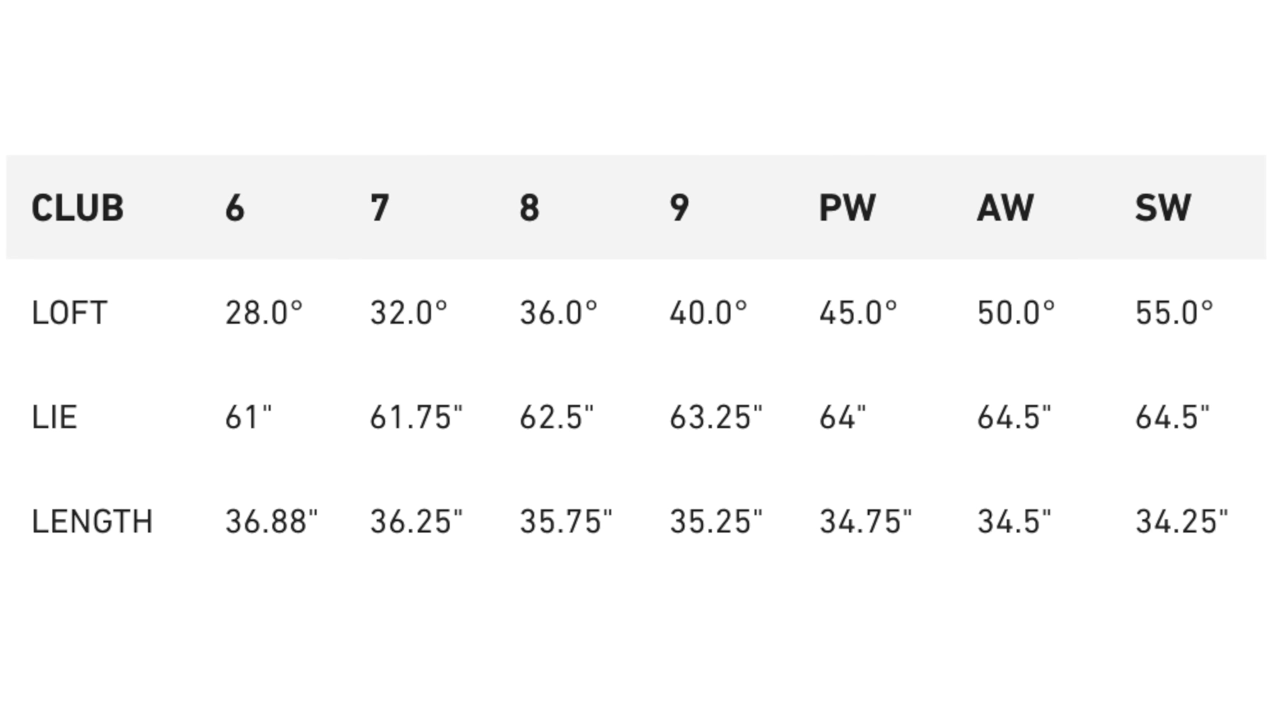 CLUB 6 7 8 9 PW AW SW
LOFT 28.0° 32.0° 36.0° 40.0° 45.0° 50.0° 55.0°
LIE 61" 61.75" 62.5" 63.25" 64" 64.5" 64.5"
LENGTH 36.88" 36.25" 35.75" 35.25" 34.75" 34.5" 34.25"